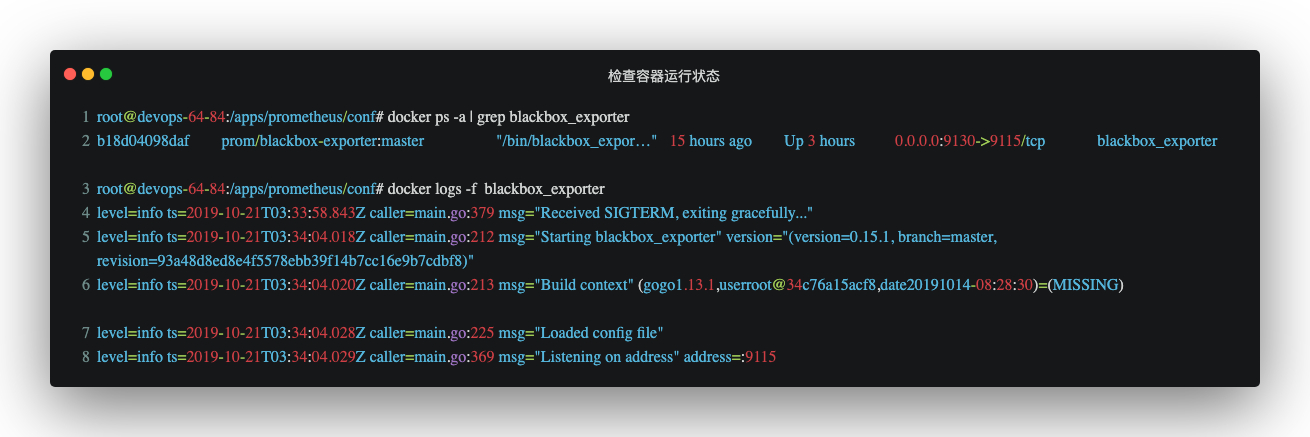 检查容器运行状态
1 root@devops-64-84:/apps/prometheus/conf# docker ps -a | grep blackbox_exporter
2 b18d04098daf prom/blackbox-exporter:master "/bin/blackbox_expor…" 15 hours ago Up 3 hours 0.0.0.0:9130->9115/tcp blackbox_exporter
3 root@devops-64-84:/apps/prometheus/conf# docker logs -f blackbox_exporter
4 level=info ts=2019-10-21T03:33:58.843Z caller=main.go:379 msg="Received SIGTERM, exiting gracefully..."
5 level=info ts=2019-10-21T03:34:04.018Z caller=main.go:212 msg="Starting blackbox_exporter" version="(version=0.15.1, branch=master,
revision=93a48d8ed8e4f5578ebb39f14b7cc16e9b7cdbf8)"
6 level=info ts=2019-10-21T03:34:04.020Z caller=main.go:213 msg="Build context" (gogo1.13.1,userroot@34c76a15acf8,date20191014-08:28:30)=(MISSING)
7 level=info ts=2019-10-21T03:34:04.028Z caller=main.go:225 msg="Loaded config file"
8 level=info ts=2019-10-21T03:34:04.029Z caller=main.go:369 msg="Listening on address" address=:9115